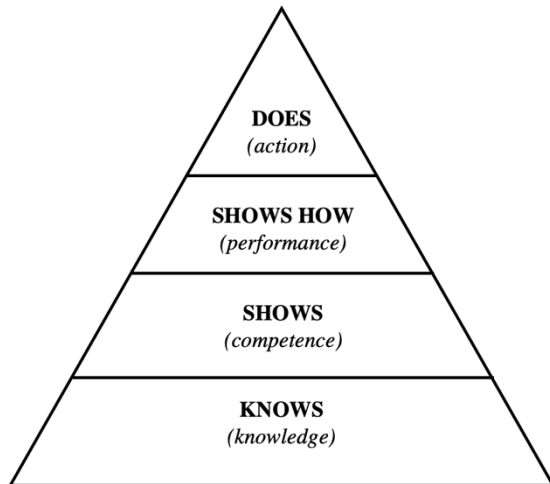 DOES
(action)
SHOWS HOW
(performance)
SHOWS
(competence)
KNOWS
(knowledge)